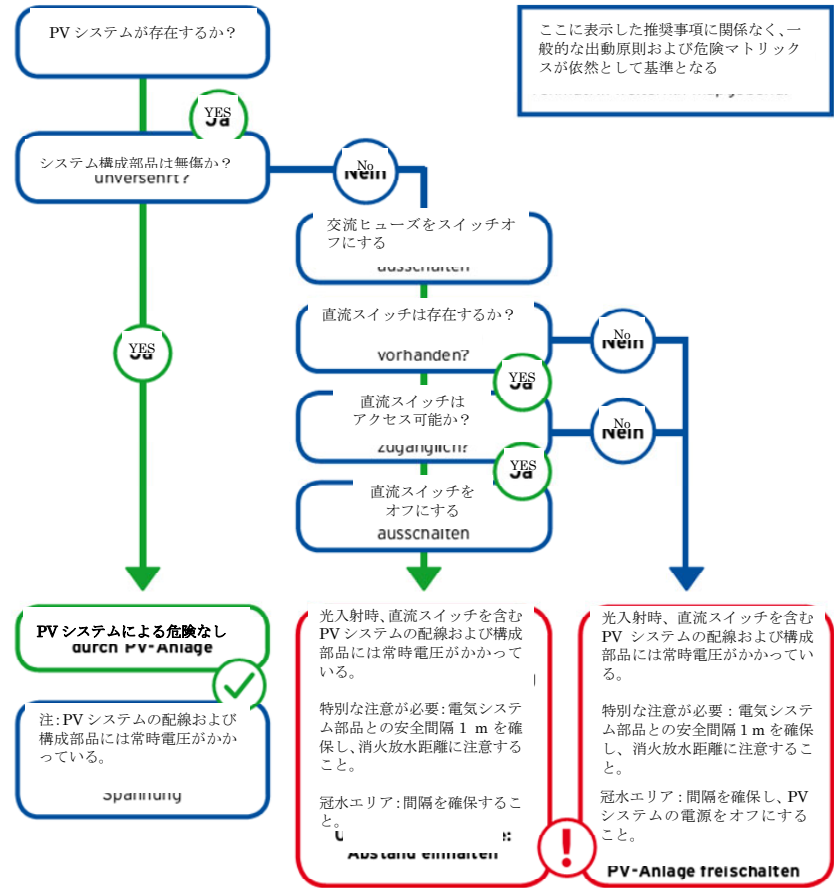 PV システムが存在するか？
ここに表示した推奨事項に関係なく、一
般的な出動原則および危険マトリック
スが依然として基準となる
YES
Ja
システム構成部品は無傷か？
unversehrt?
No
Nein
交流ヒューズをスイッチオ
フにする
ausschalten
直流スイッチは存在するか？
vorhanden?
No
Nein
YES
Ja
YES
Ja
直流スイッチは
アクセス可能か？
zugänglich?
No
Nein
YES
Ja
直流スイッチを
オフにする
ausschalten
PV システムによる危険なし
durch PV-Anlage
注：PV システムの配線および
構成部品には常時電圧がかか
っている。
Spannung
光入射時、直流スイッチを含む
PV システムの配線および構成
部品には常時電圧がかかって
いる。
特別な注意が必要：電気システ
ム部品との安全間隔 1 m を確
保し、消火放水距離に注意する
こと。
冠水エリア：間隔を確保するこ
と。
Abstand einhalten
光入射時、直流スイッチを含む
PV システムの配線および構成
部品には常時電圧がかかってい
る。
特別な注意が必要：電気システ
ム部品との安全間隔 1 m を確保
し、消火放水距離に注意するこ
と。
冠水エリア：間隔を確保し、PV
システムの電源をオフにする
こと。
!
PV-Anlage freischalten